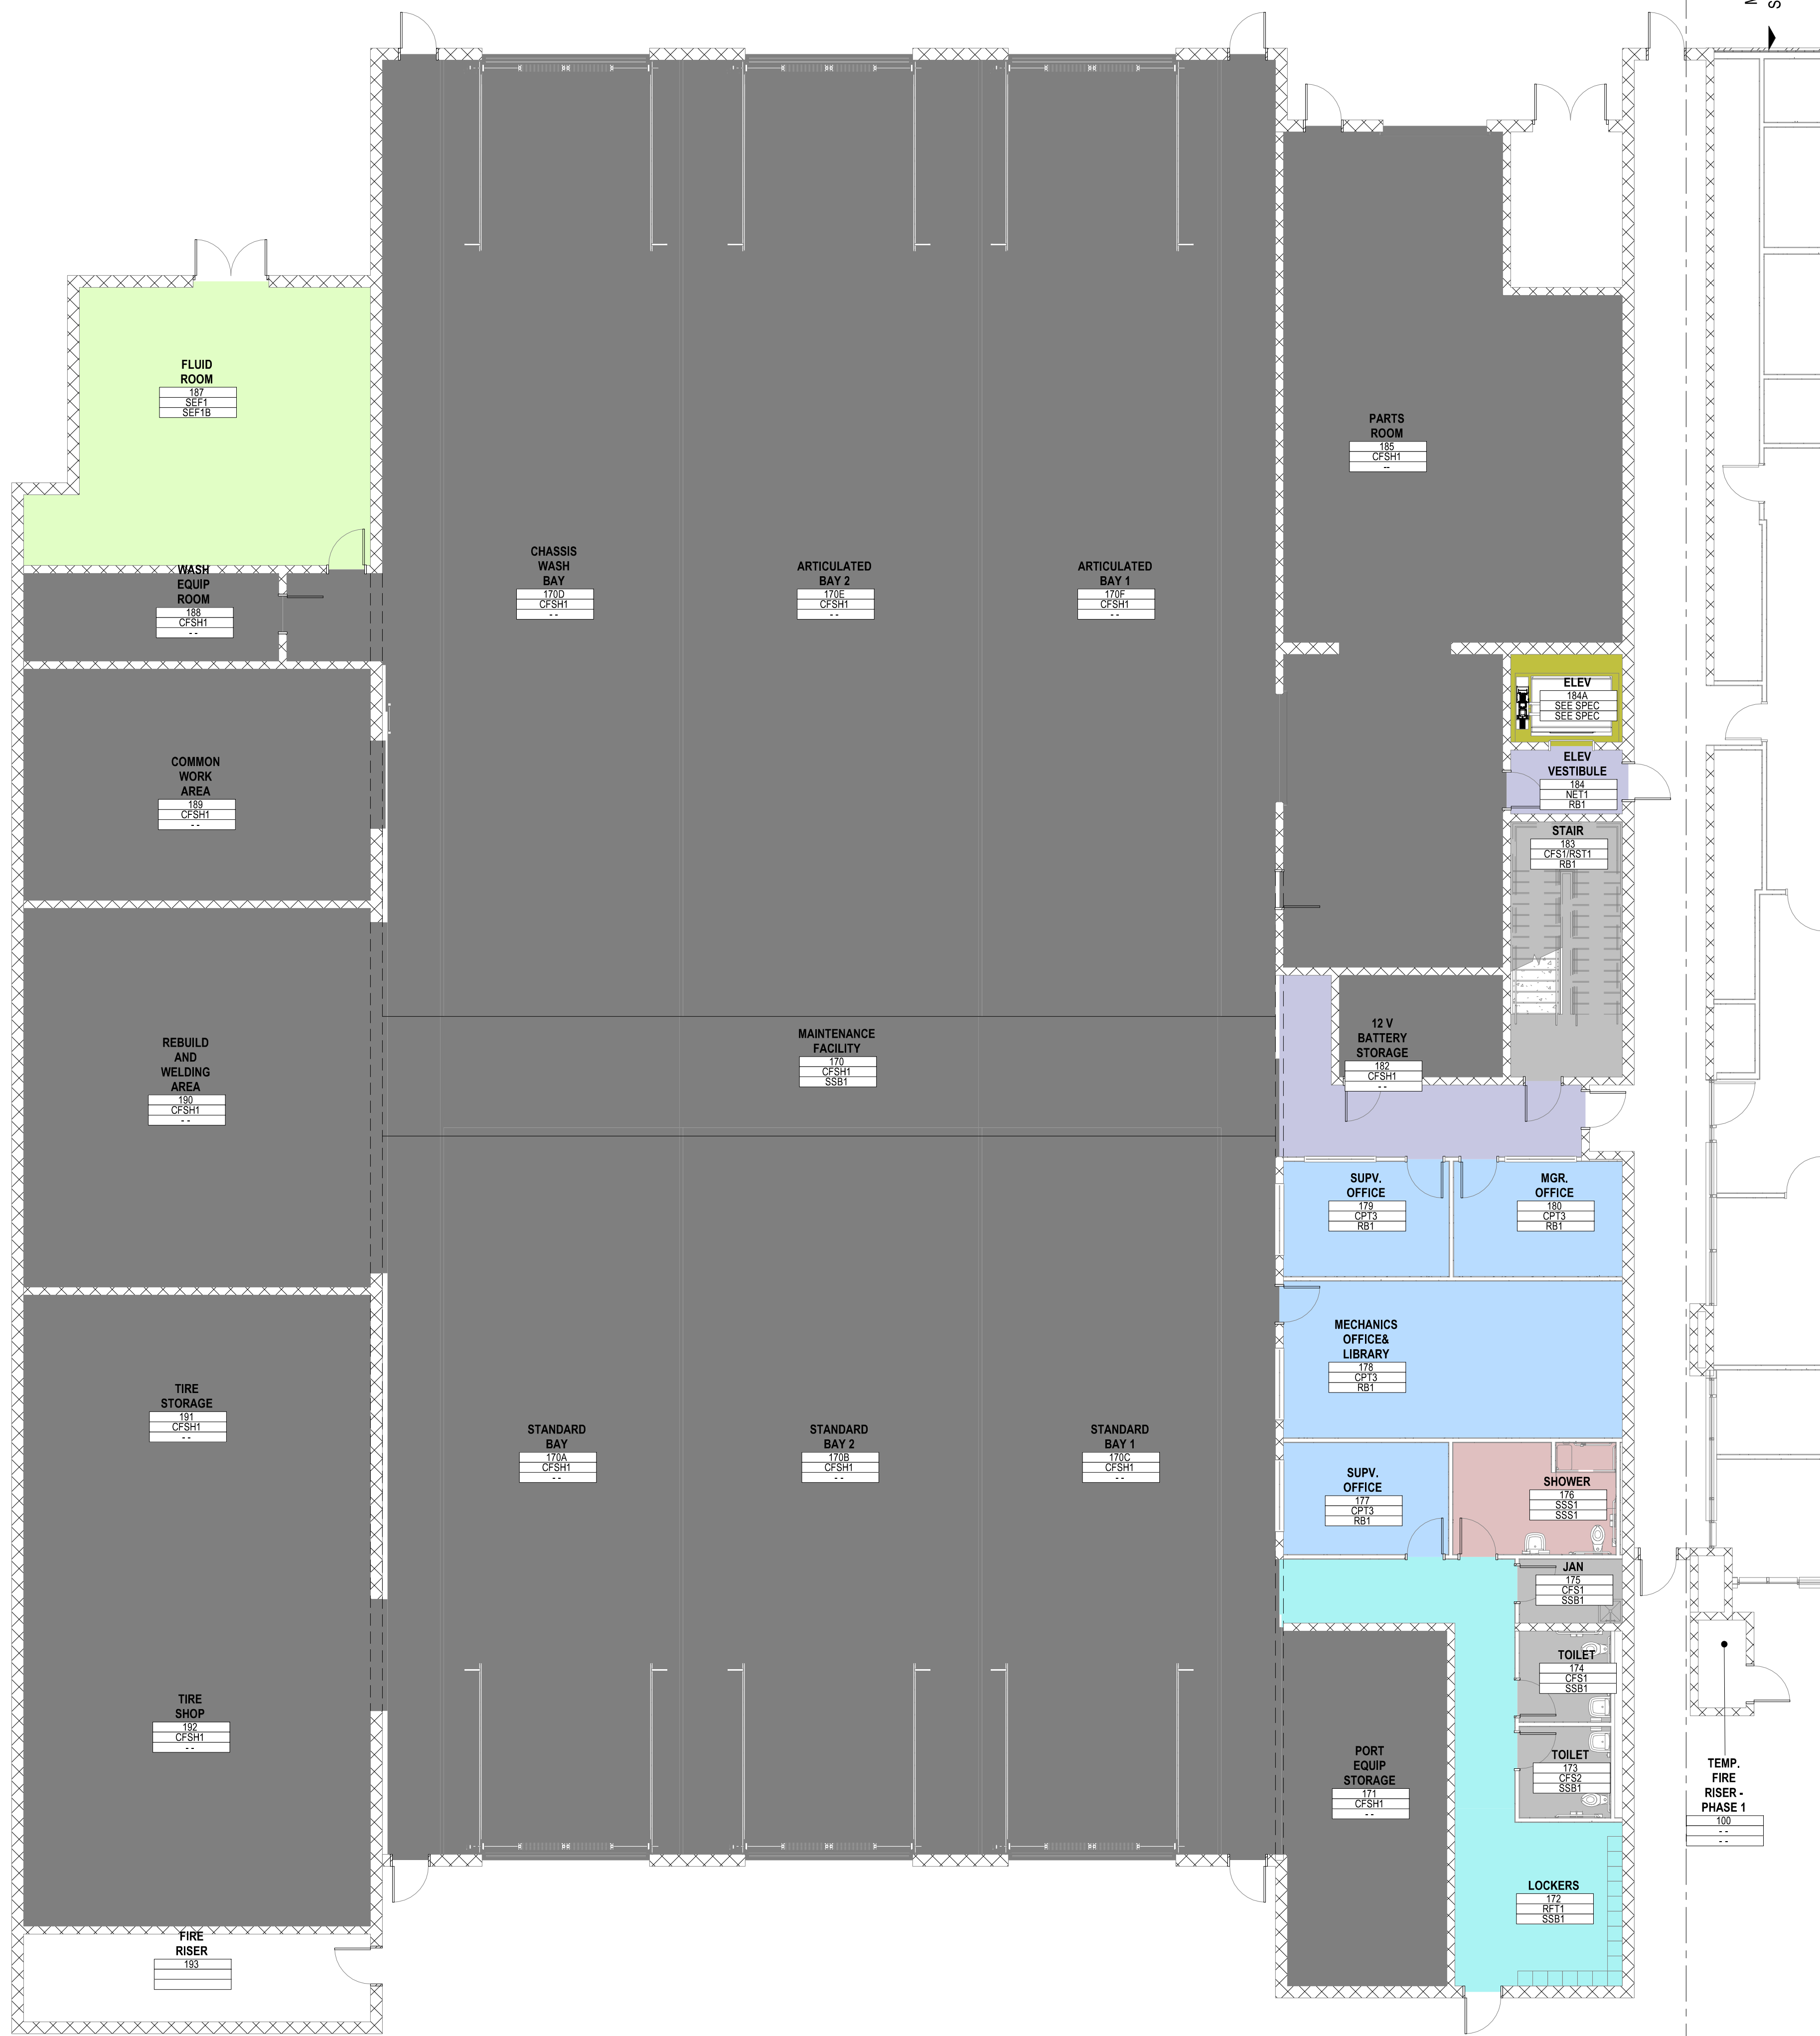 M
S
FLUID
ROOM
187
SEF1
SEF1B
WASH
EQUIP
ROOM
188
CFSH1
- -
COMMON
WORK
AREA
189
CFSH1
- -
REBUILD
AND
WELDING
AREA
190
CFSH1
- -
TIRE
STORAGE
191
CFSH1
- -
TIRE
SHOP
192
CFSH1
- -
FIRE
RISER
193
CHASSIS
WASH
BAY
170D
CFSH1
- -
ARTICULATED
BAY 2
170E
CFSH1
- -
ARTICULATED
BAY 1
170F
CFSH1
- -
MAINTENANCE
FACILITY
170
CFSH1
SSB1
STANDARD
BAY
170A
CFSH1
- -
STANDARD
BAY 2
170B
CFSH1
- -
STANDARD
BAY 1
170C
CFSH1
- -
PARTS
ROOM
185
CFSH1
--
ELEV
184A
SEE SPEC
SEE SPEC
ELEV
VESTIBULE
184
NET1
RB1
STAIR
183
CFS1/RST1
RB1
12 V
BATTERY
STORAGE
182
CFSH1
- -
SUPV.
OFFICE
179
CPT3
RB1
MGR.
OFFICE
180
CPT3
RB1
MECHANICS
OFFICE&
LIBRARY
178
CPT3
RB1
SUPV.
OFFICE
177
CPT3
RB1
SHOWER
176
SSS1
SSS1
JAN
175
CFS1
SSB1
TOILET
174
CFS1
SSB1
TOILET
173
CFS2
SSB1
PORT
EQUIP
STORAGE
171
CFSH1
- -
LOCKERS
172
RFT1
SSB1
TEMP.
FIRE
RISER -
PHASE 1
100
- -
- -